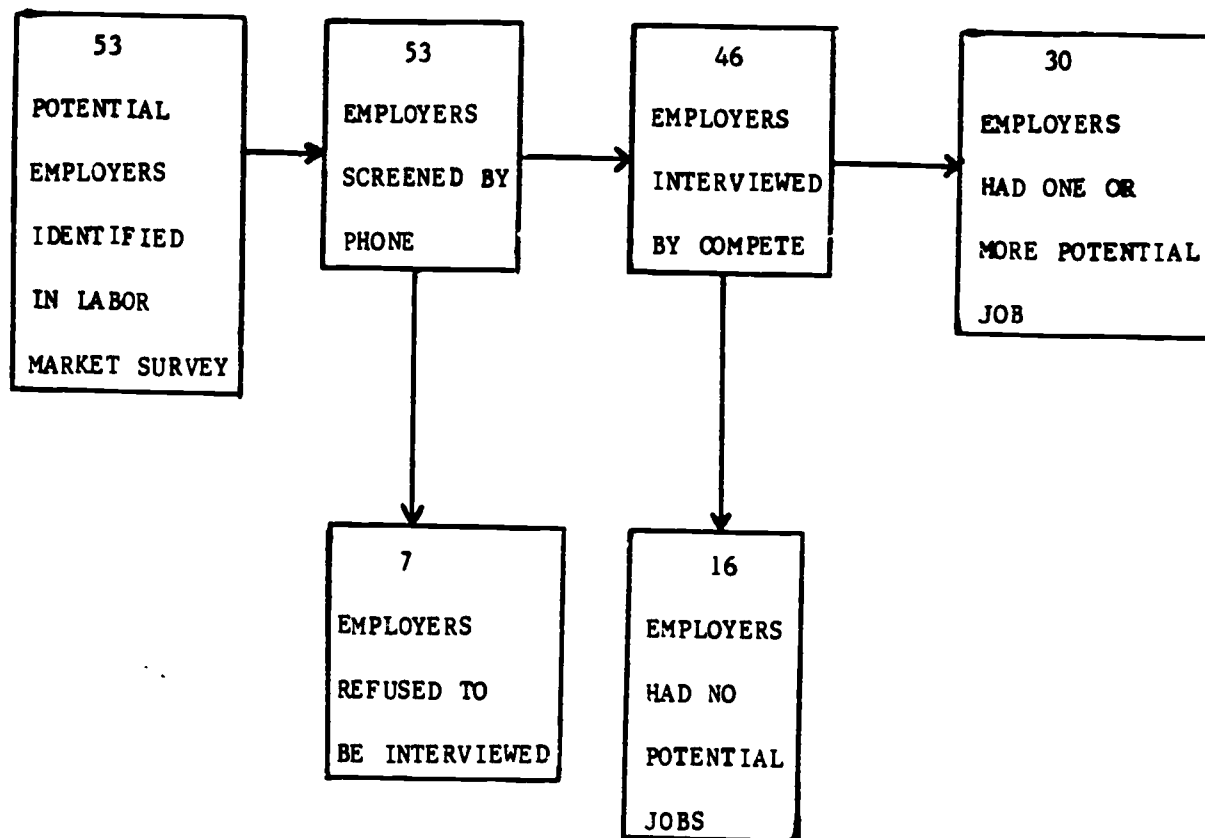 53
POTENTIAL
EMPLOYERS
IDENTIFIED
IN LABOR
MARKET SURVEY
53
EMPLOYERS
SCREENED BY
PHONE
46
EMPLOYERS
INTERVIEWED
BY COMPETE
30
EMPLOYERS
HAD ONE OR
MORE POTENTIAL
JOB
7
EMPLOYERS
REFUSED TO
BE INTERVIEWED
16
EMPLOYERS
HAD NO
POTENTIAL
JOBS